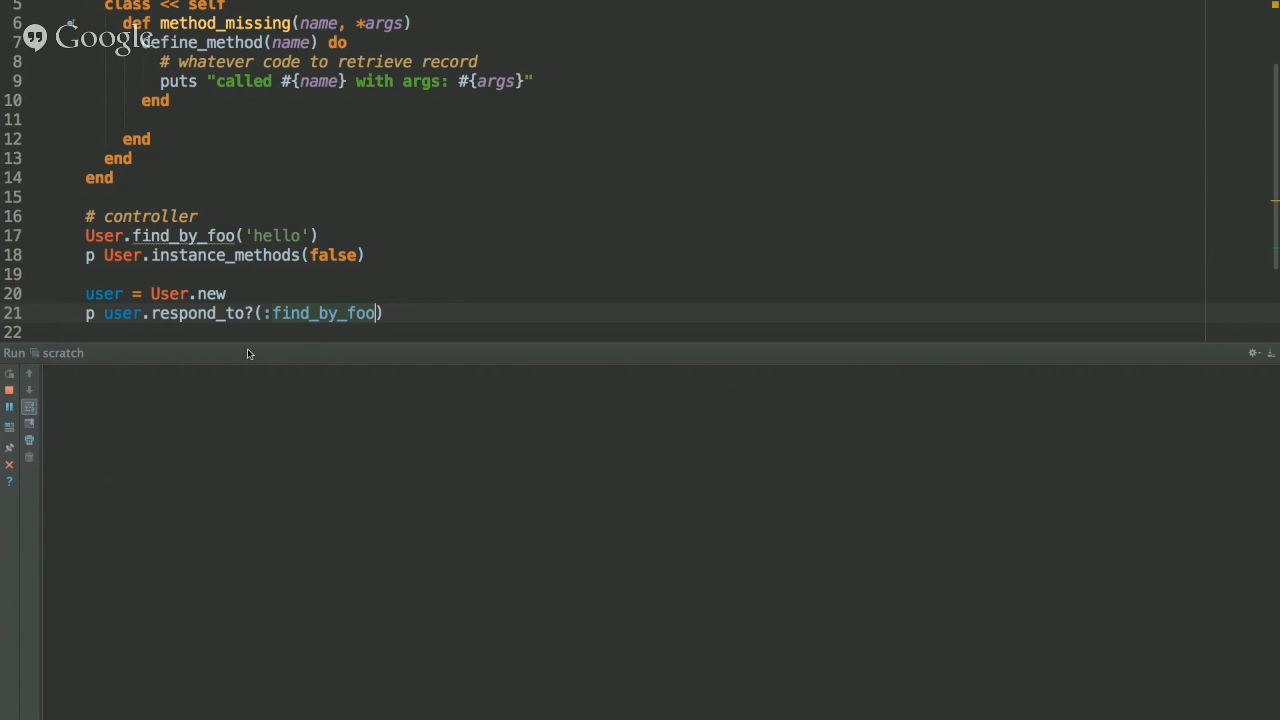 5 class << self
6 def method_missing(name, *args)
Google
7 define_method(name) do
8 # whatever code to retrieve record
9 puts "called #{name} with args: #{args}"
10 end
11
12 end
13 end
14 end
15
16 # controller
17 User.find_by_foo('hello')
18 p User.instance_methods(false)
19
20 user = User.new
21 p user.respond_to?(:find_by_foo)
22
Run scratch
?